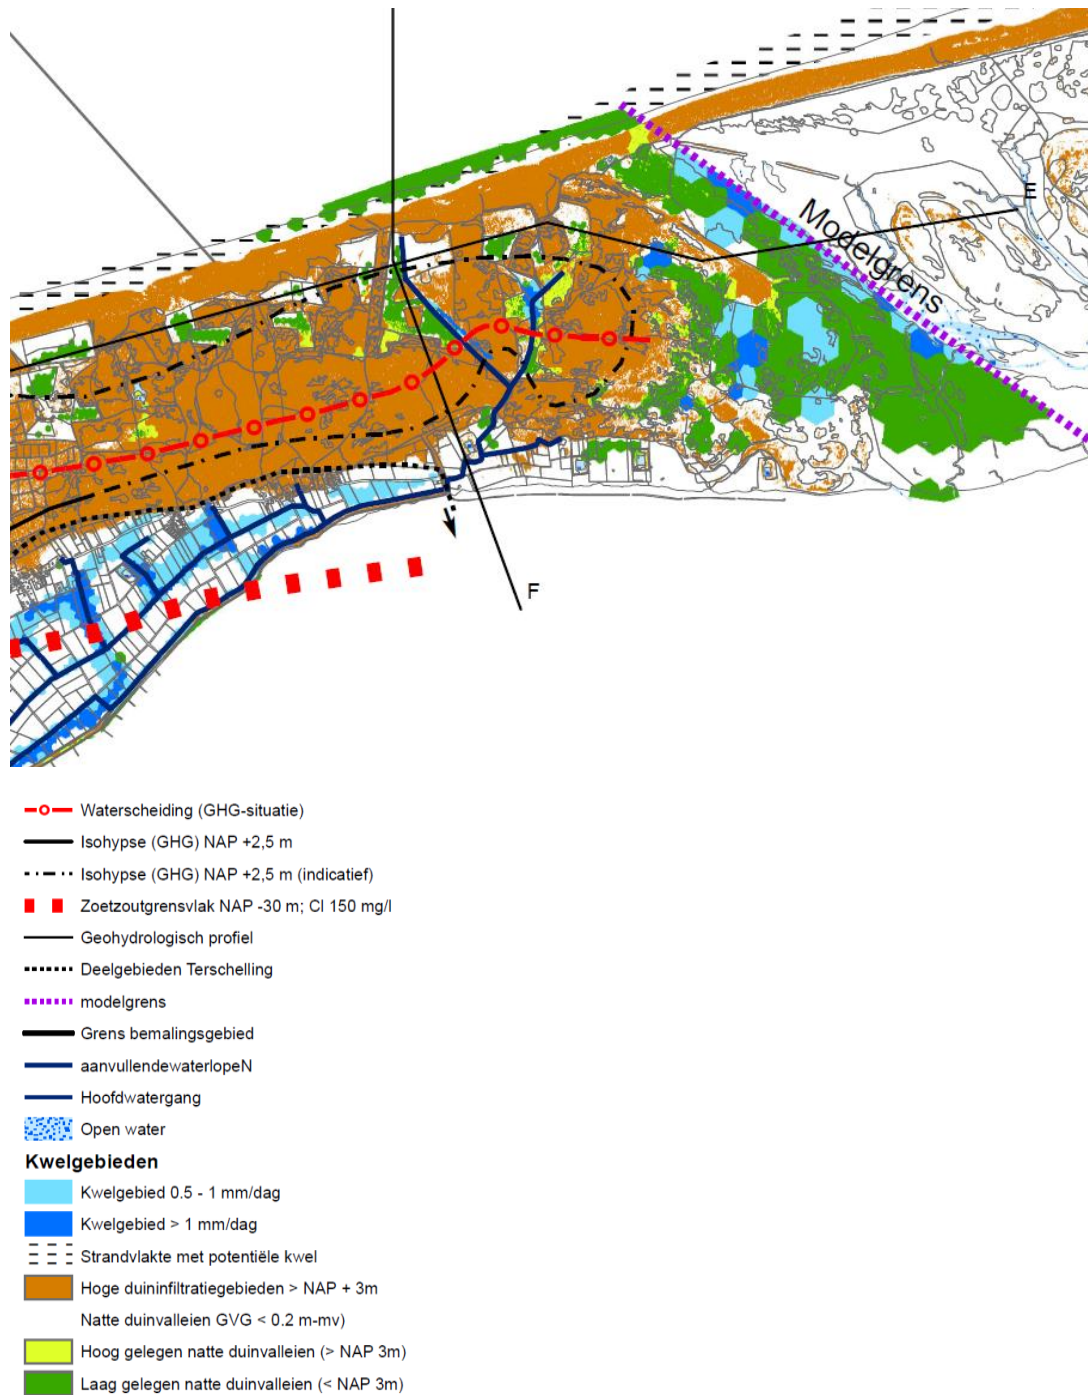 E
Modelgrens
F
Waterscheiding (GHG-situatie)
Isohypse (GHG) NAP +2,5 m
Isohypse (GHG) NAP +2,5 m (indicatief)
Zoetzoutgrensvlak NAP -30 m; Cl 150 mg/l
Geohydrologisch profiel
Deelgebieden Terschelling
modelgrens
Grens bemalingsgebied
aanvullendewaterlopeN
Hoofdwatergang
Open water
Kwelgebieden
Kwelgebied 0.5 - 1 mm/dag
Kwelgebied > 1 mm/dag
Strandvlakte met potentiële kwel
Hoge duininfiltratiegebieden > NAP + 3m
Natte duinvalleien GVG < 0.2 m-mv)
Hoog gelegen natte duinvalleien (> NAP 3m)
Laag gelegen natte duinvalleien (< NAP 3m)